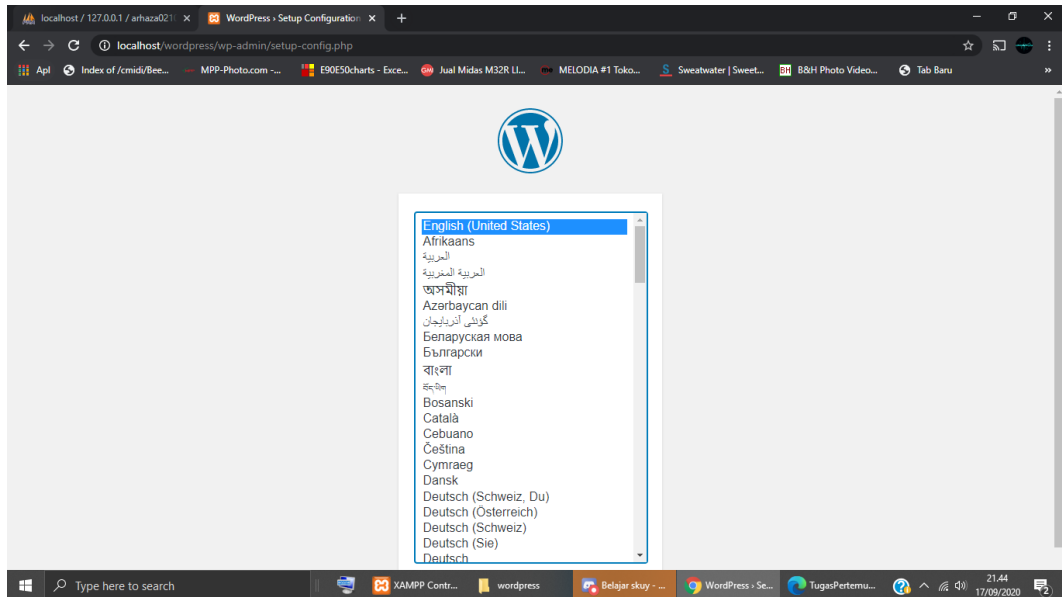 localhost / 127.0.0.1 / arhaza021
WordPress › Setup Configuration
localhost/wordpress/wp-admin/setup-config.php
Apl
Index of /cmidi/Bee...
MPP-Photo.com -...
E90E50charts - Exce...
Jual Midas M32R LI...
MELODIA #1 Toko...
Sweatwater | Sweet...
B&H Photo Video...
Tab Baru
»
English (United States)
Afrikaans
العربية
العربية المغربية
অসমীয়া
Azərbaycan dili
گؤنئی آذربایجان
Беларуская мова
Български
বাংলা
བོད་ཡིག
Bosanski
Català
Cebuano
Čeština
Cymraeg
Dansk
Deutsch (Schweiz, Du)
Deutsch (Österreich)
Deutsch (Schweiz)
Deutsch (Sie)
Deutsch
Type here to search
XAMPP Contr...
wordpress
Belajar skuy - ...
WordPress › Se...
TugasPertemu...
21.44
17/09/2020
2